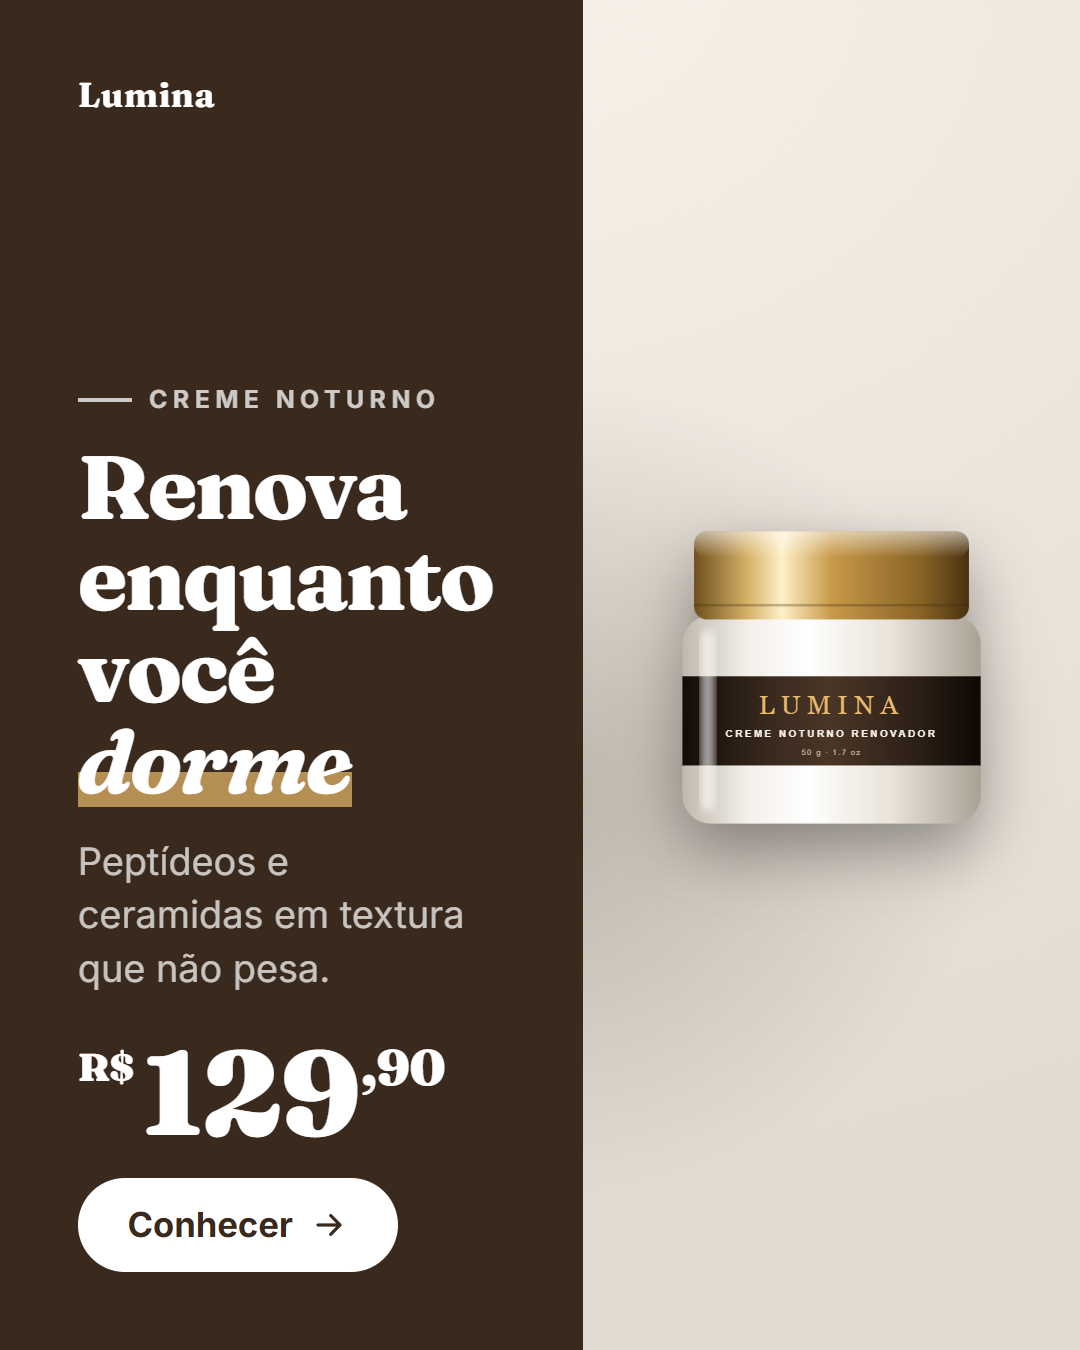 Lumina
CREME NOTURNO
Renova
enquanto
você
dorme
Peptídeos e
ceramidas em textura
que não pesa.
R$ 129,90
Conhecer →
LUMINA
CREME NOTURNO RENOVADOR
50 g · 1.7 oz